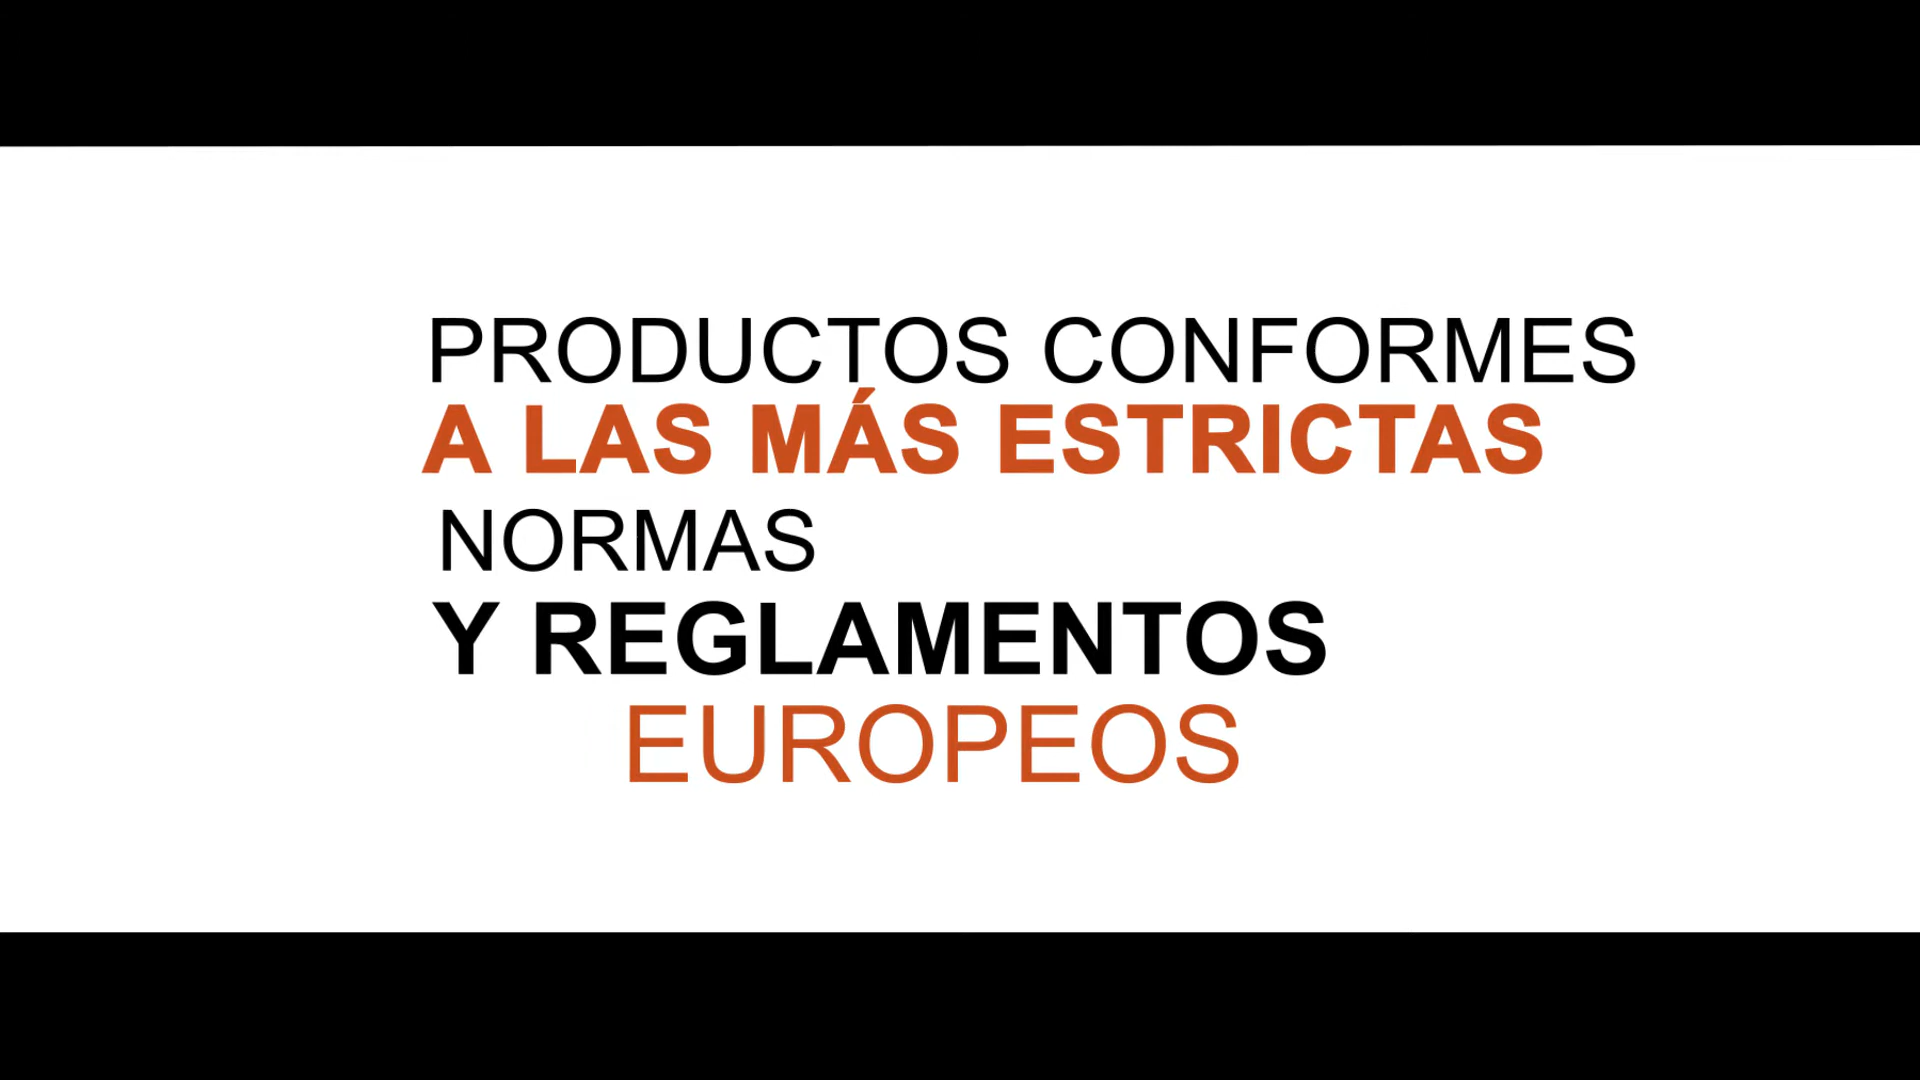 PRODUCTOS CONFORMES
A LAS MÁS ESTRICTAS
NORMAS
Y REGLAMENTOS
EUROPEOS